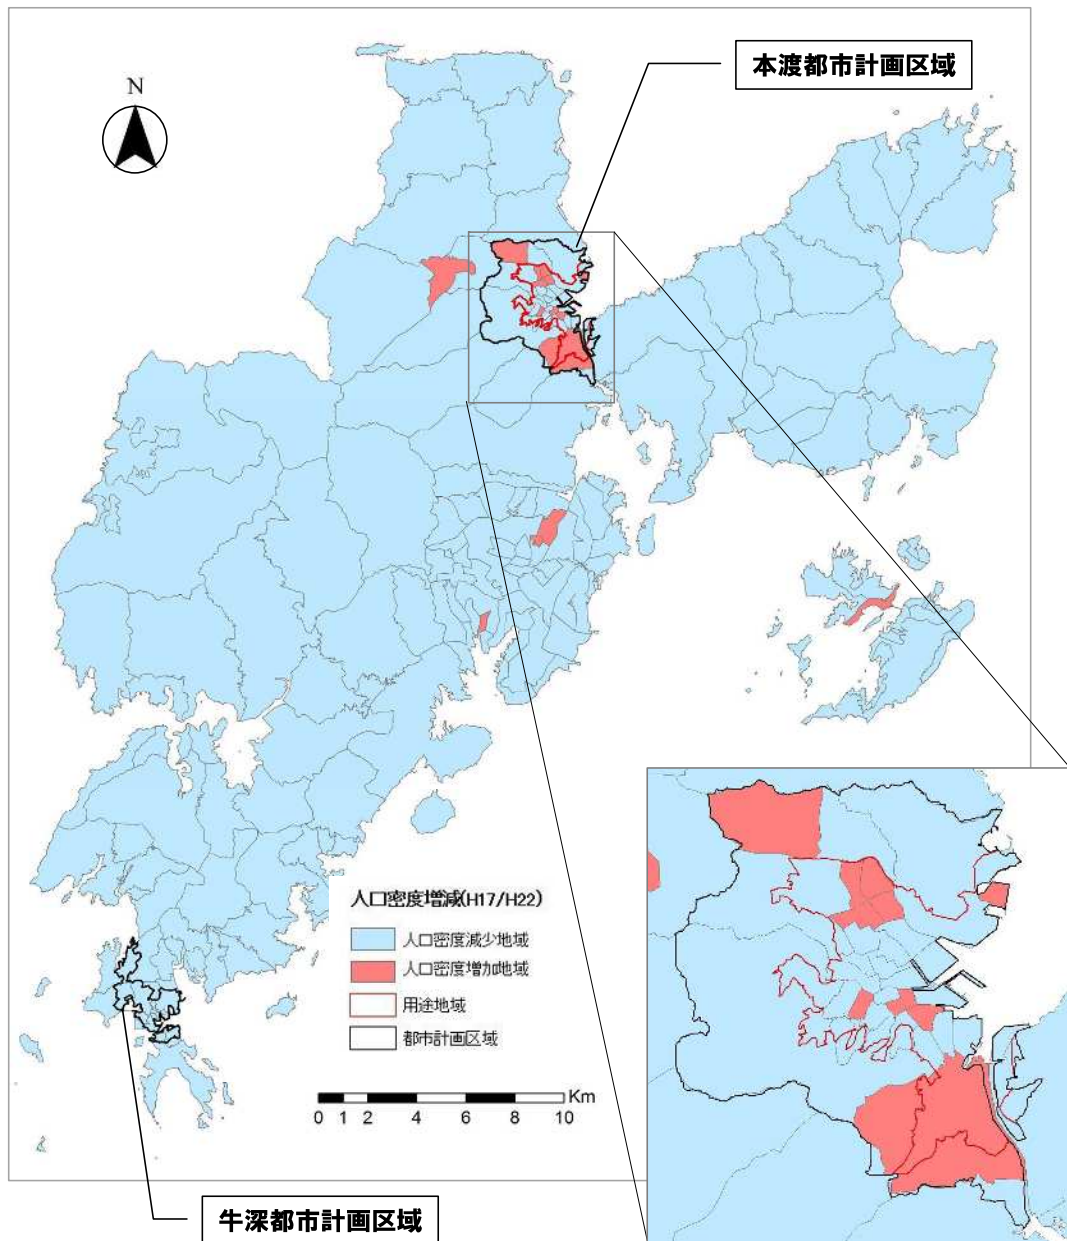 本渡都市計画区域
N
人口密度増減(H17/H22)
人口密度減少地域
人口密度増加地域
用途地域
都市計画区域
Km
0 1 2 4 6 8 10
牛深都市計画区域